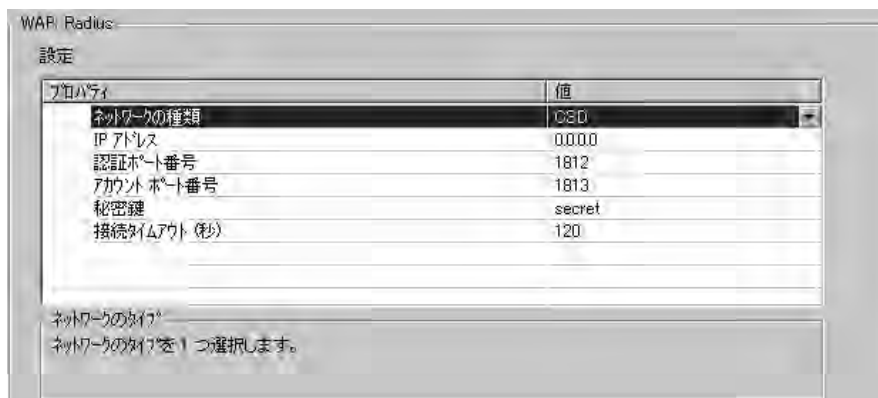 WAP Radius
設定
プロパティ 値
ネットワークの種類 CSD
IP アドレス 0.0.0.0
認証ポート番号 1812
アカウント ポート番号 1813
秘密鍵 secret
接続タイムアウト (秒) 120
ネットワークのタイプ
ネットワークのタイプを 1 つ選択します。